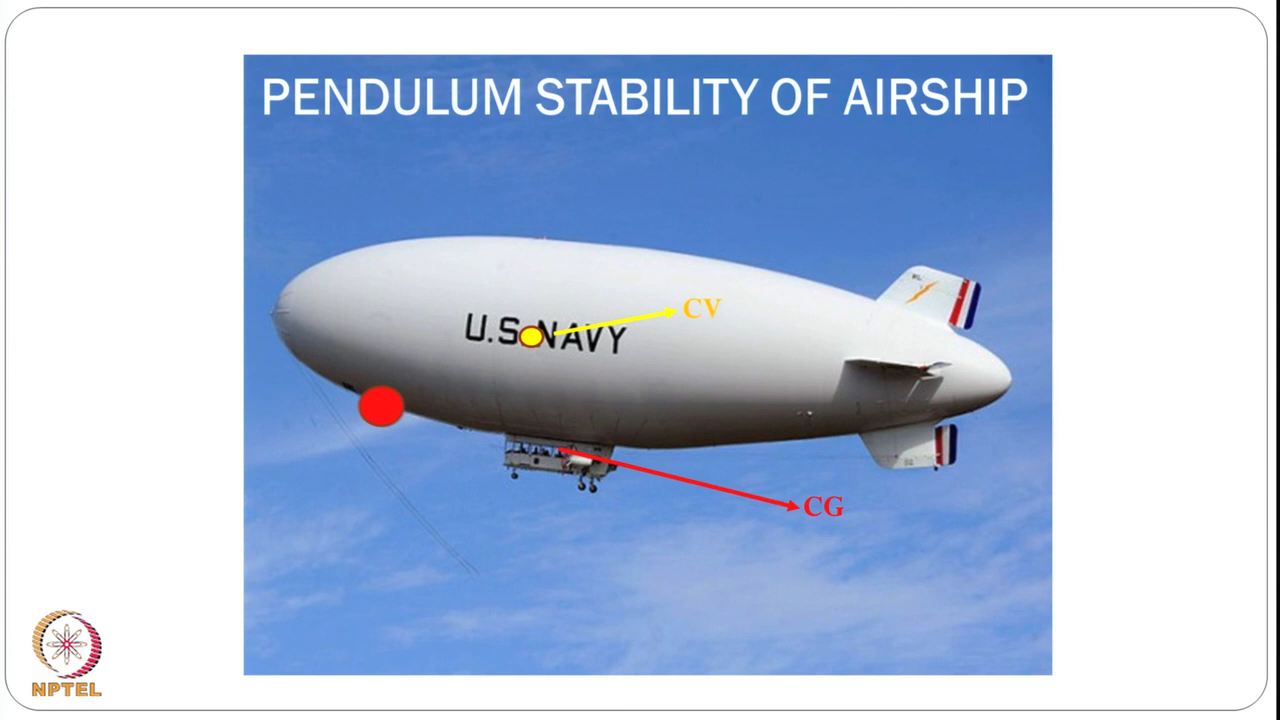 PENDULUM STABILITY OF AIRSHIP
U.S NAVY
CV
CG
NPTEL